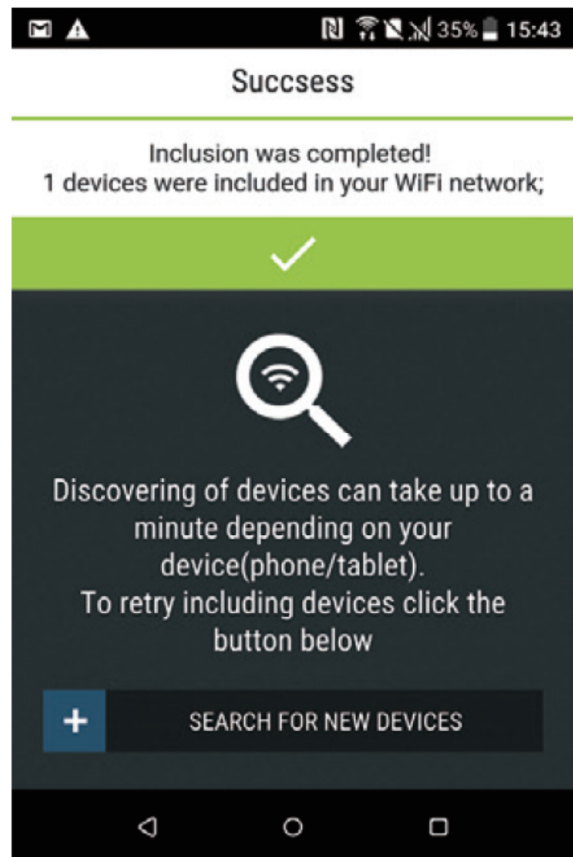 35% 15:43
Succsess
Inclusion was completed!
1 devices were included in your WiFi network;
Discovering of devices can take up to a
minute depending on your
device(phone/tablet).
To retry including devices click the
button below
+ SEARCH FOR NEW DEVICES